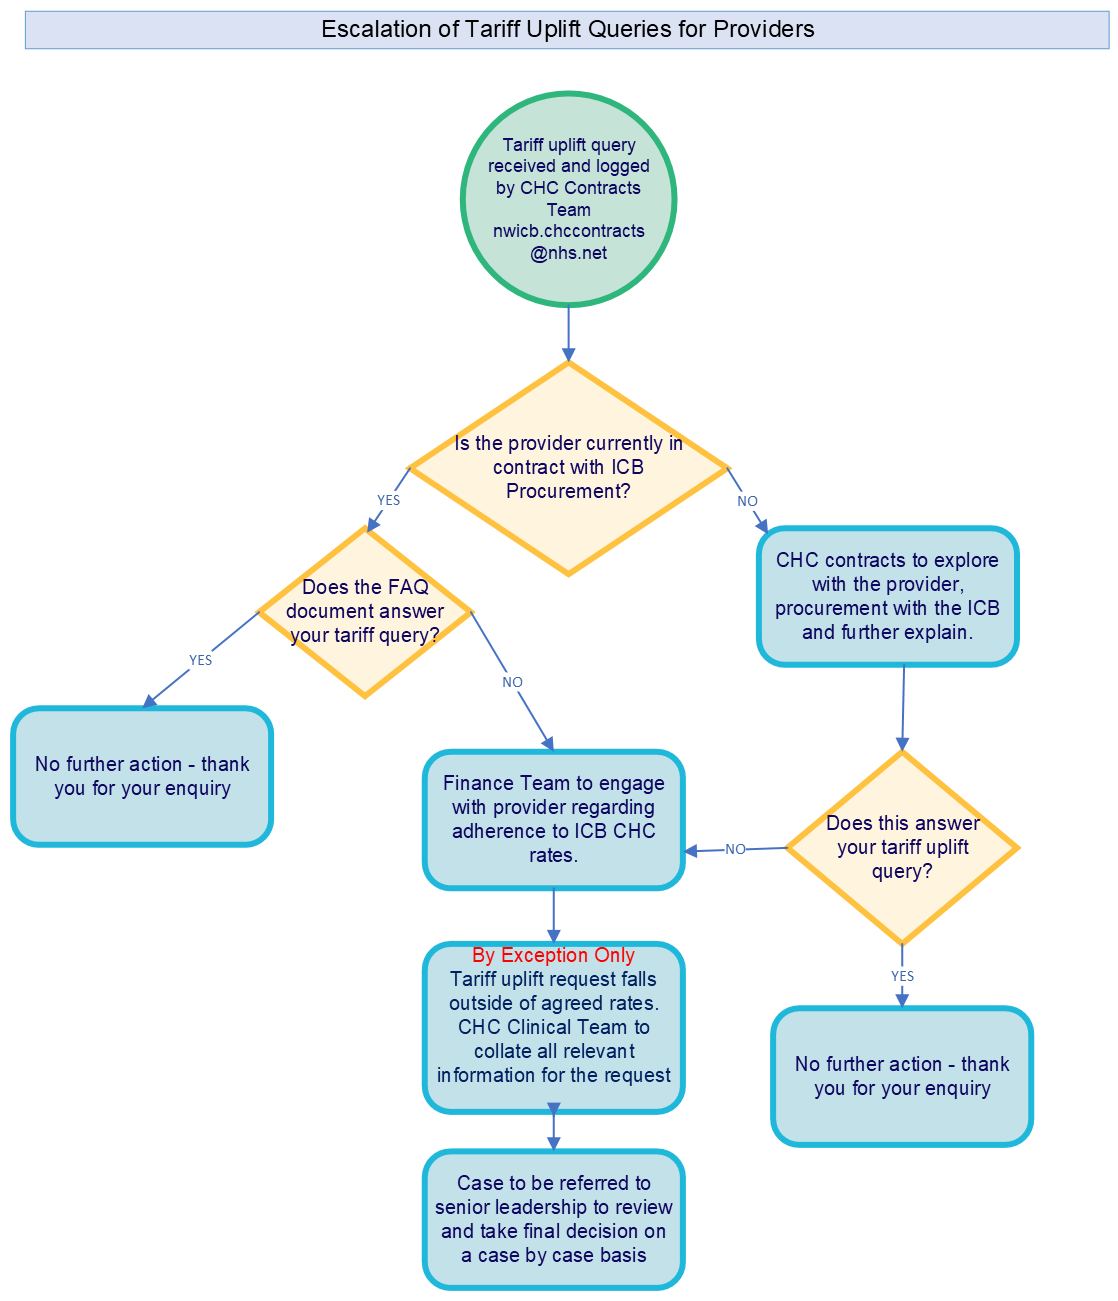 Escalation of Tariff Uplift Queries for Providers
Tariff uplift query
received and logged
by CHC Contracts
Team
nwicb.chccontracts
@nhs.net
Is the provider currently in
contract with ICB
Procurement?
YES
NO
Does the FAQ
document answer
your tariff query?
CHC contracts to explore
with the provider,
procurement with the ICB
and further explain.
YES
NO
No further action - thank
you for your enquiry
Finance Team to engage
with provider regarding
adherence to ICB CHC
rates.
NO
Does this answer
your tariff uplift
query?
YES
By Exception Only
Tariff uplift request falls
outside of agreed rates.
CHC Clinical Team to
collate all relevant
information for the request
No further action - thank
you for your enquiry
Case to be referred to
senior leadership to review
and take final decision on
a case by case basis